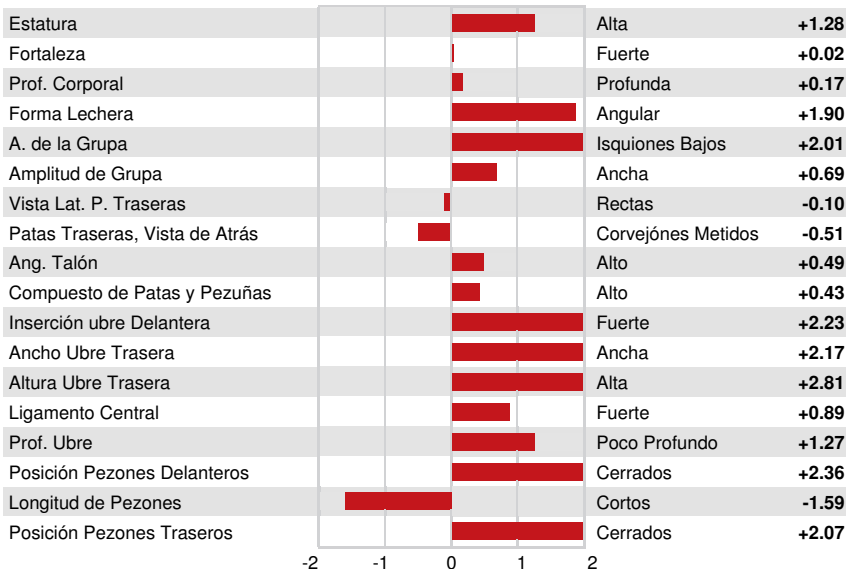 Estatura Alta +1.28
Fortaleza Fuerte +0.02
Prof. Corporal Profunda +0.17
Forma Lechera Angular +1.90
A. de la Grupa Isquiones Bajos +2.01
Amplitud de Grupa Ancha +0.69
Vista Lat. P. Traseras Rectas -0.10
Patas Traseras, Vista de Atrás Corvejónes Metidos -0.51
Ang. Talón Alto +0.49
Compuesto de Patas y Pezuñas Alto +0.43
Inserción ubre Delantera Fuerte +2.23
Ancho Ubre Trasera Ancha +2.17
Altura Ubre Trasera Alta +2.81
Ligamento Central Fuerte +0.89
Prof. Ubre Poco Profundo +1.27
Posición Pezones Delanteros Cerrados +2.36
Longitud de Pezones Cortos -1.59
Posición Pezones Traseros Cerrados +2.07
-2 -1 0 1 2